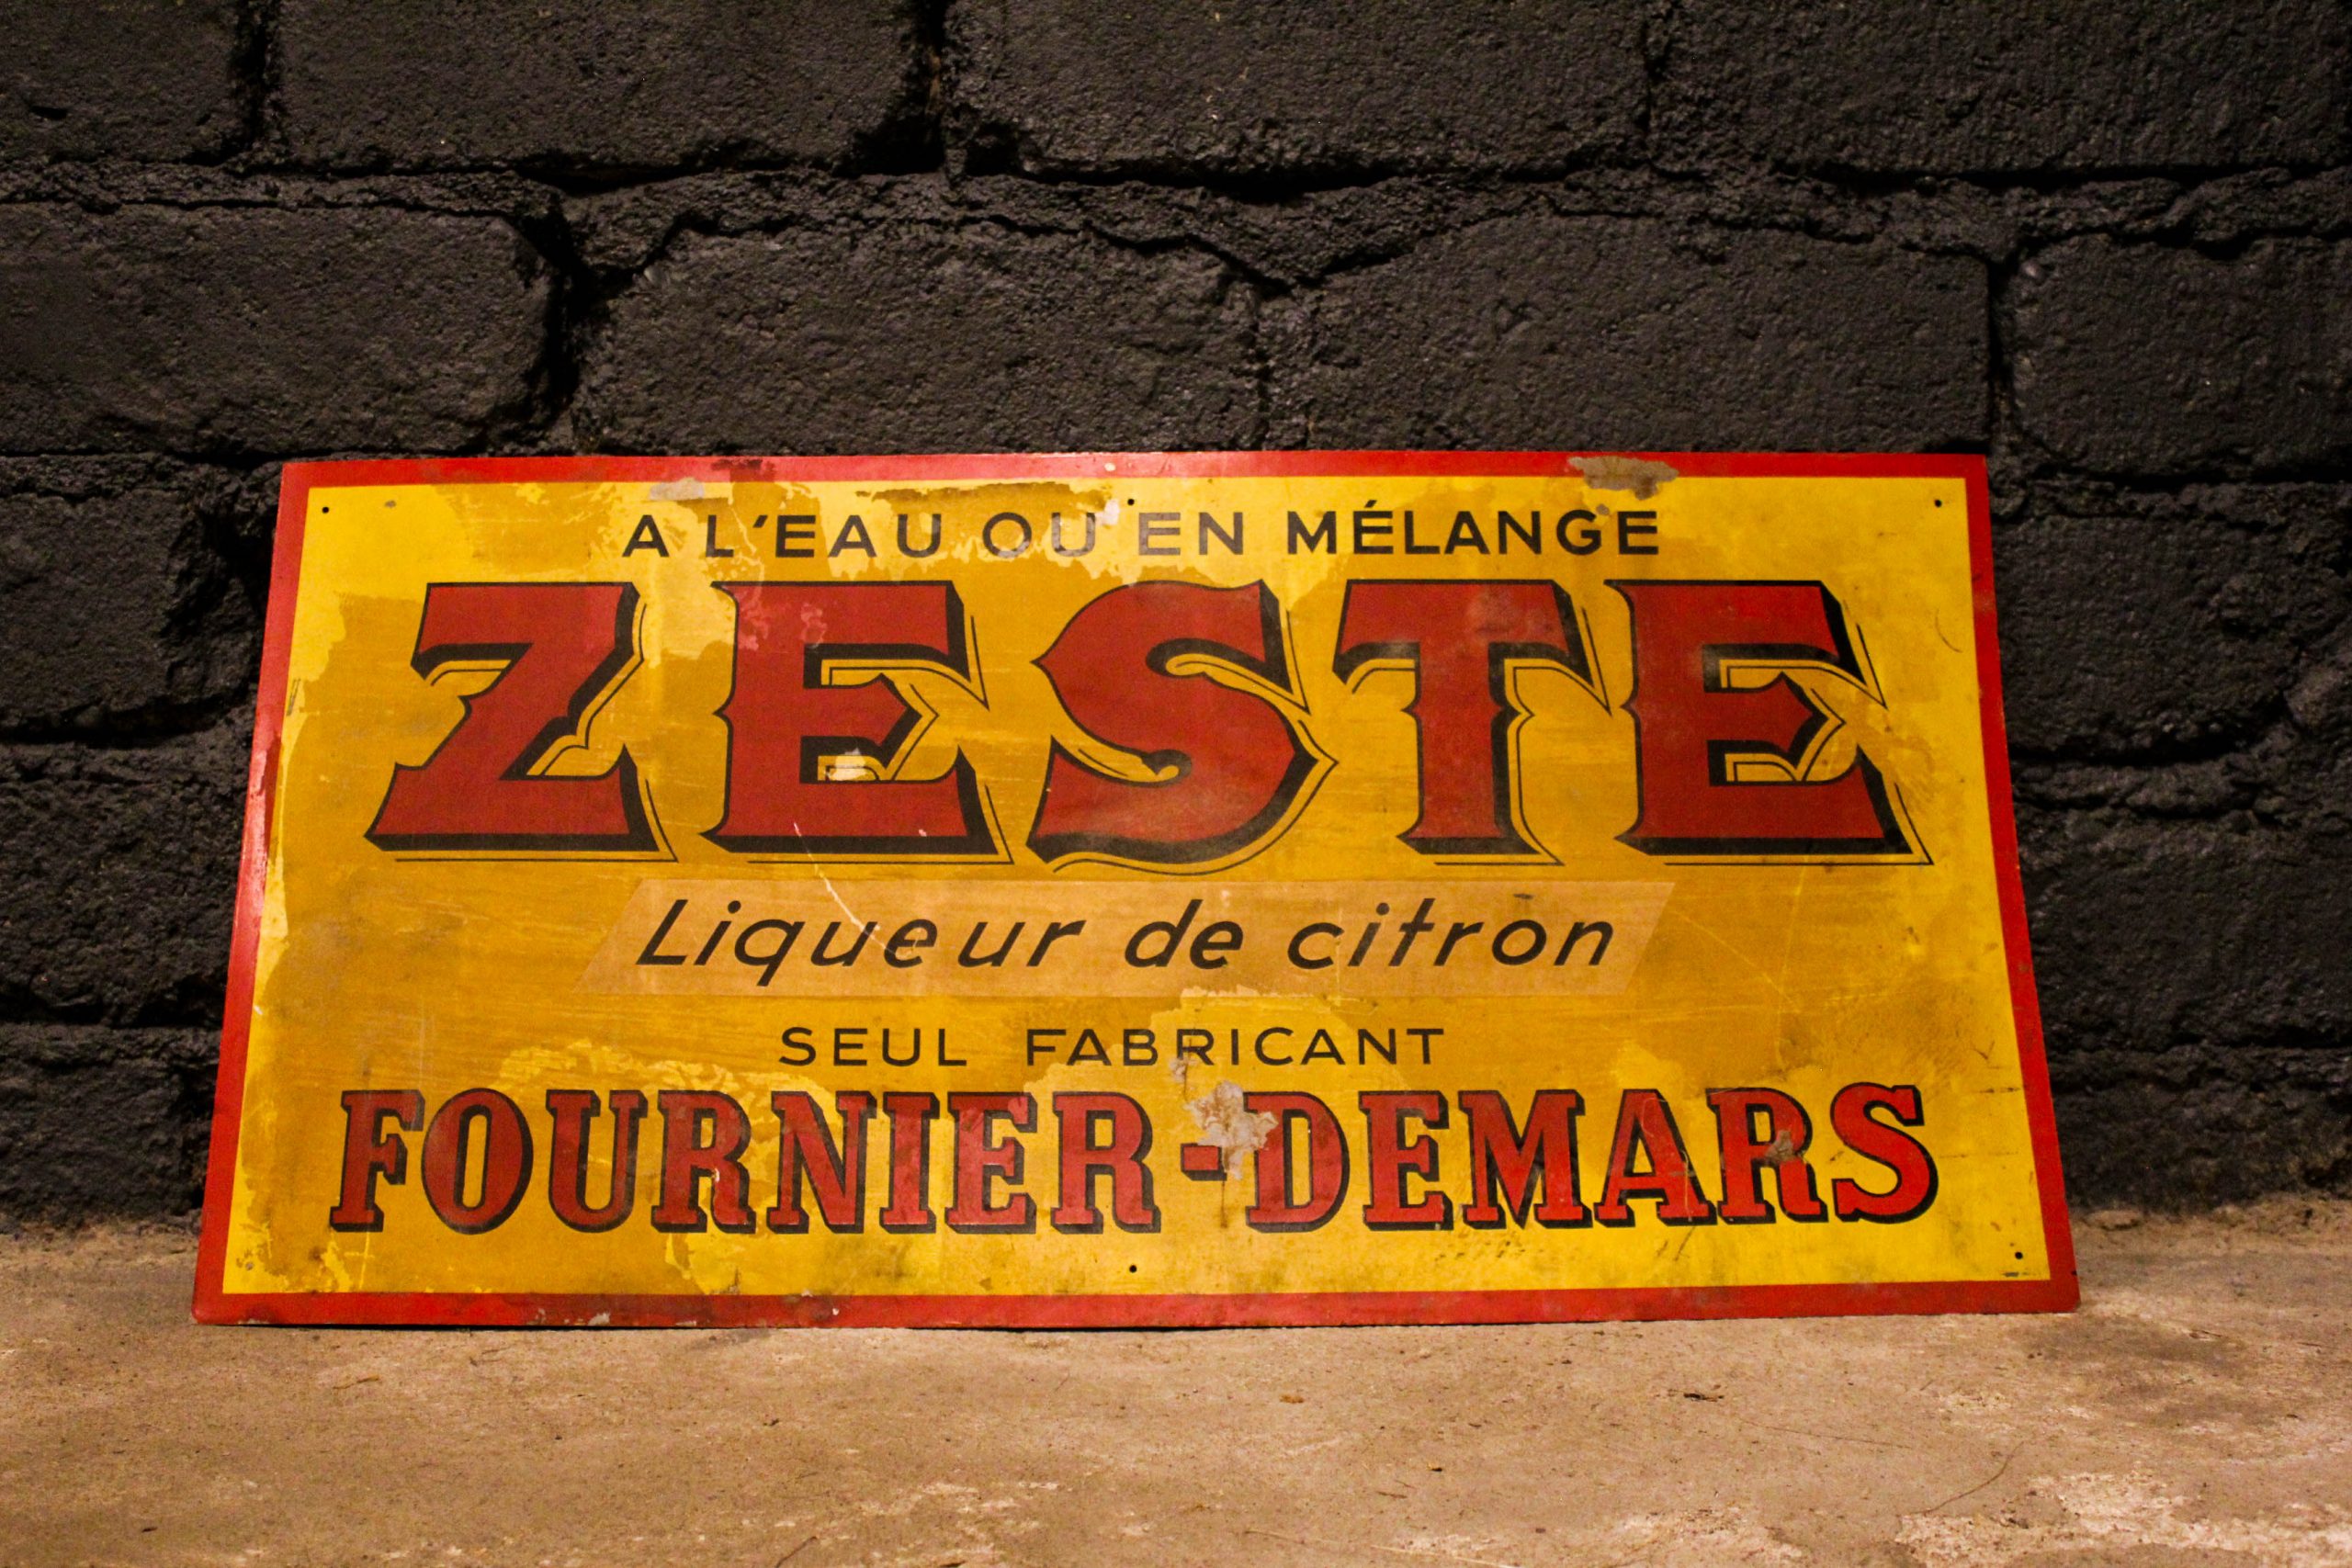 A L'EAU OU EN MÉLANGE
ZESTE
Liqueur de citron
SEUL FABRICANT
FOURNIER-DEMARS